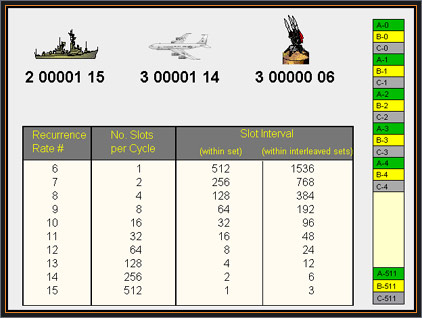 2 00001 15 3 00001 14 3 00000 06
Recurrence Rate # No. Slots per Cycle Slot Interval
(within set) (within interleaved sets)
6 1 512 1536
7 2 256 768
8 4 128 384
9 8 64 192
10 16 32 96
11 32 16 48
12 64 8 24
13 128 4 12
14 256 2 6
15 512 1 3
A-0
B-0
C-0
A-1
B-1
C-1
A-2
B-2
C-2
A-3
B-3
C-3
A-4
B-4
C-4
A-511
B-511
C-511